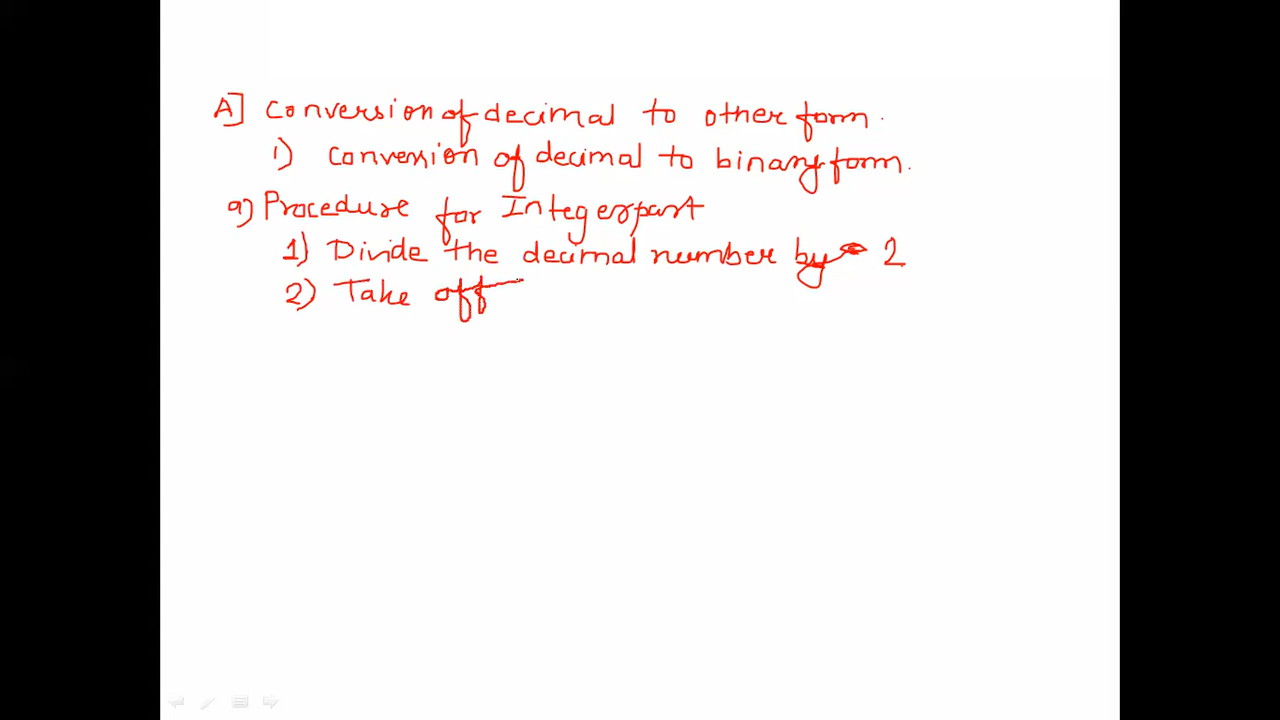 A] Conversion of decimal to other form.
i) Conversion of decimal to binary form.
a) Procedure for Integer part
1) Divide the decimal number by 2
2) Take off